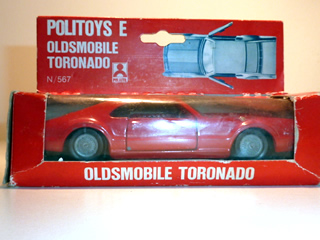 POLITOYS E
OLDSMOBILE
TORONADO
N/567
OLDSMOBILE TORONADO